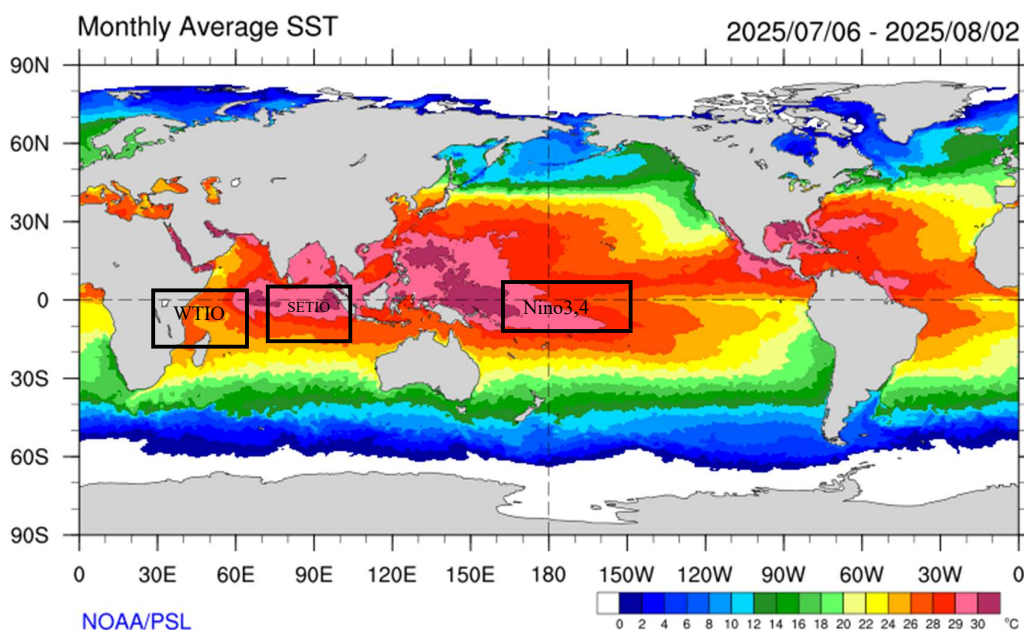 Monthly Average SST
2025/07/06 - 2025/08/02
90N
60N
30N
0
30S
60S
90S
WTIO
SETIO
Nino3,4
0 30E 60E 90E 120E 150E 180 150W 120W 90W 60W 30W 0
NOAA/PSL
0 2 4 6 8 10 12 14 16 18 20 22 24 26 28 29 30 °C